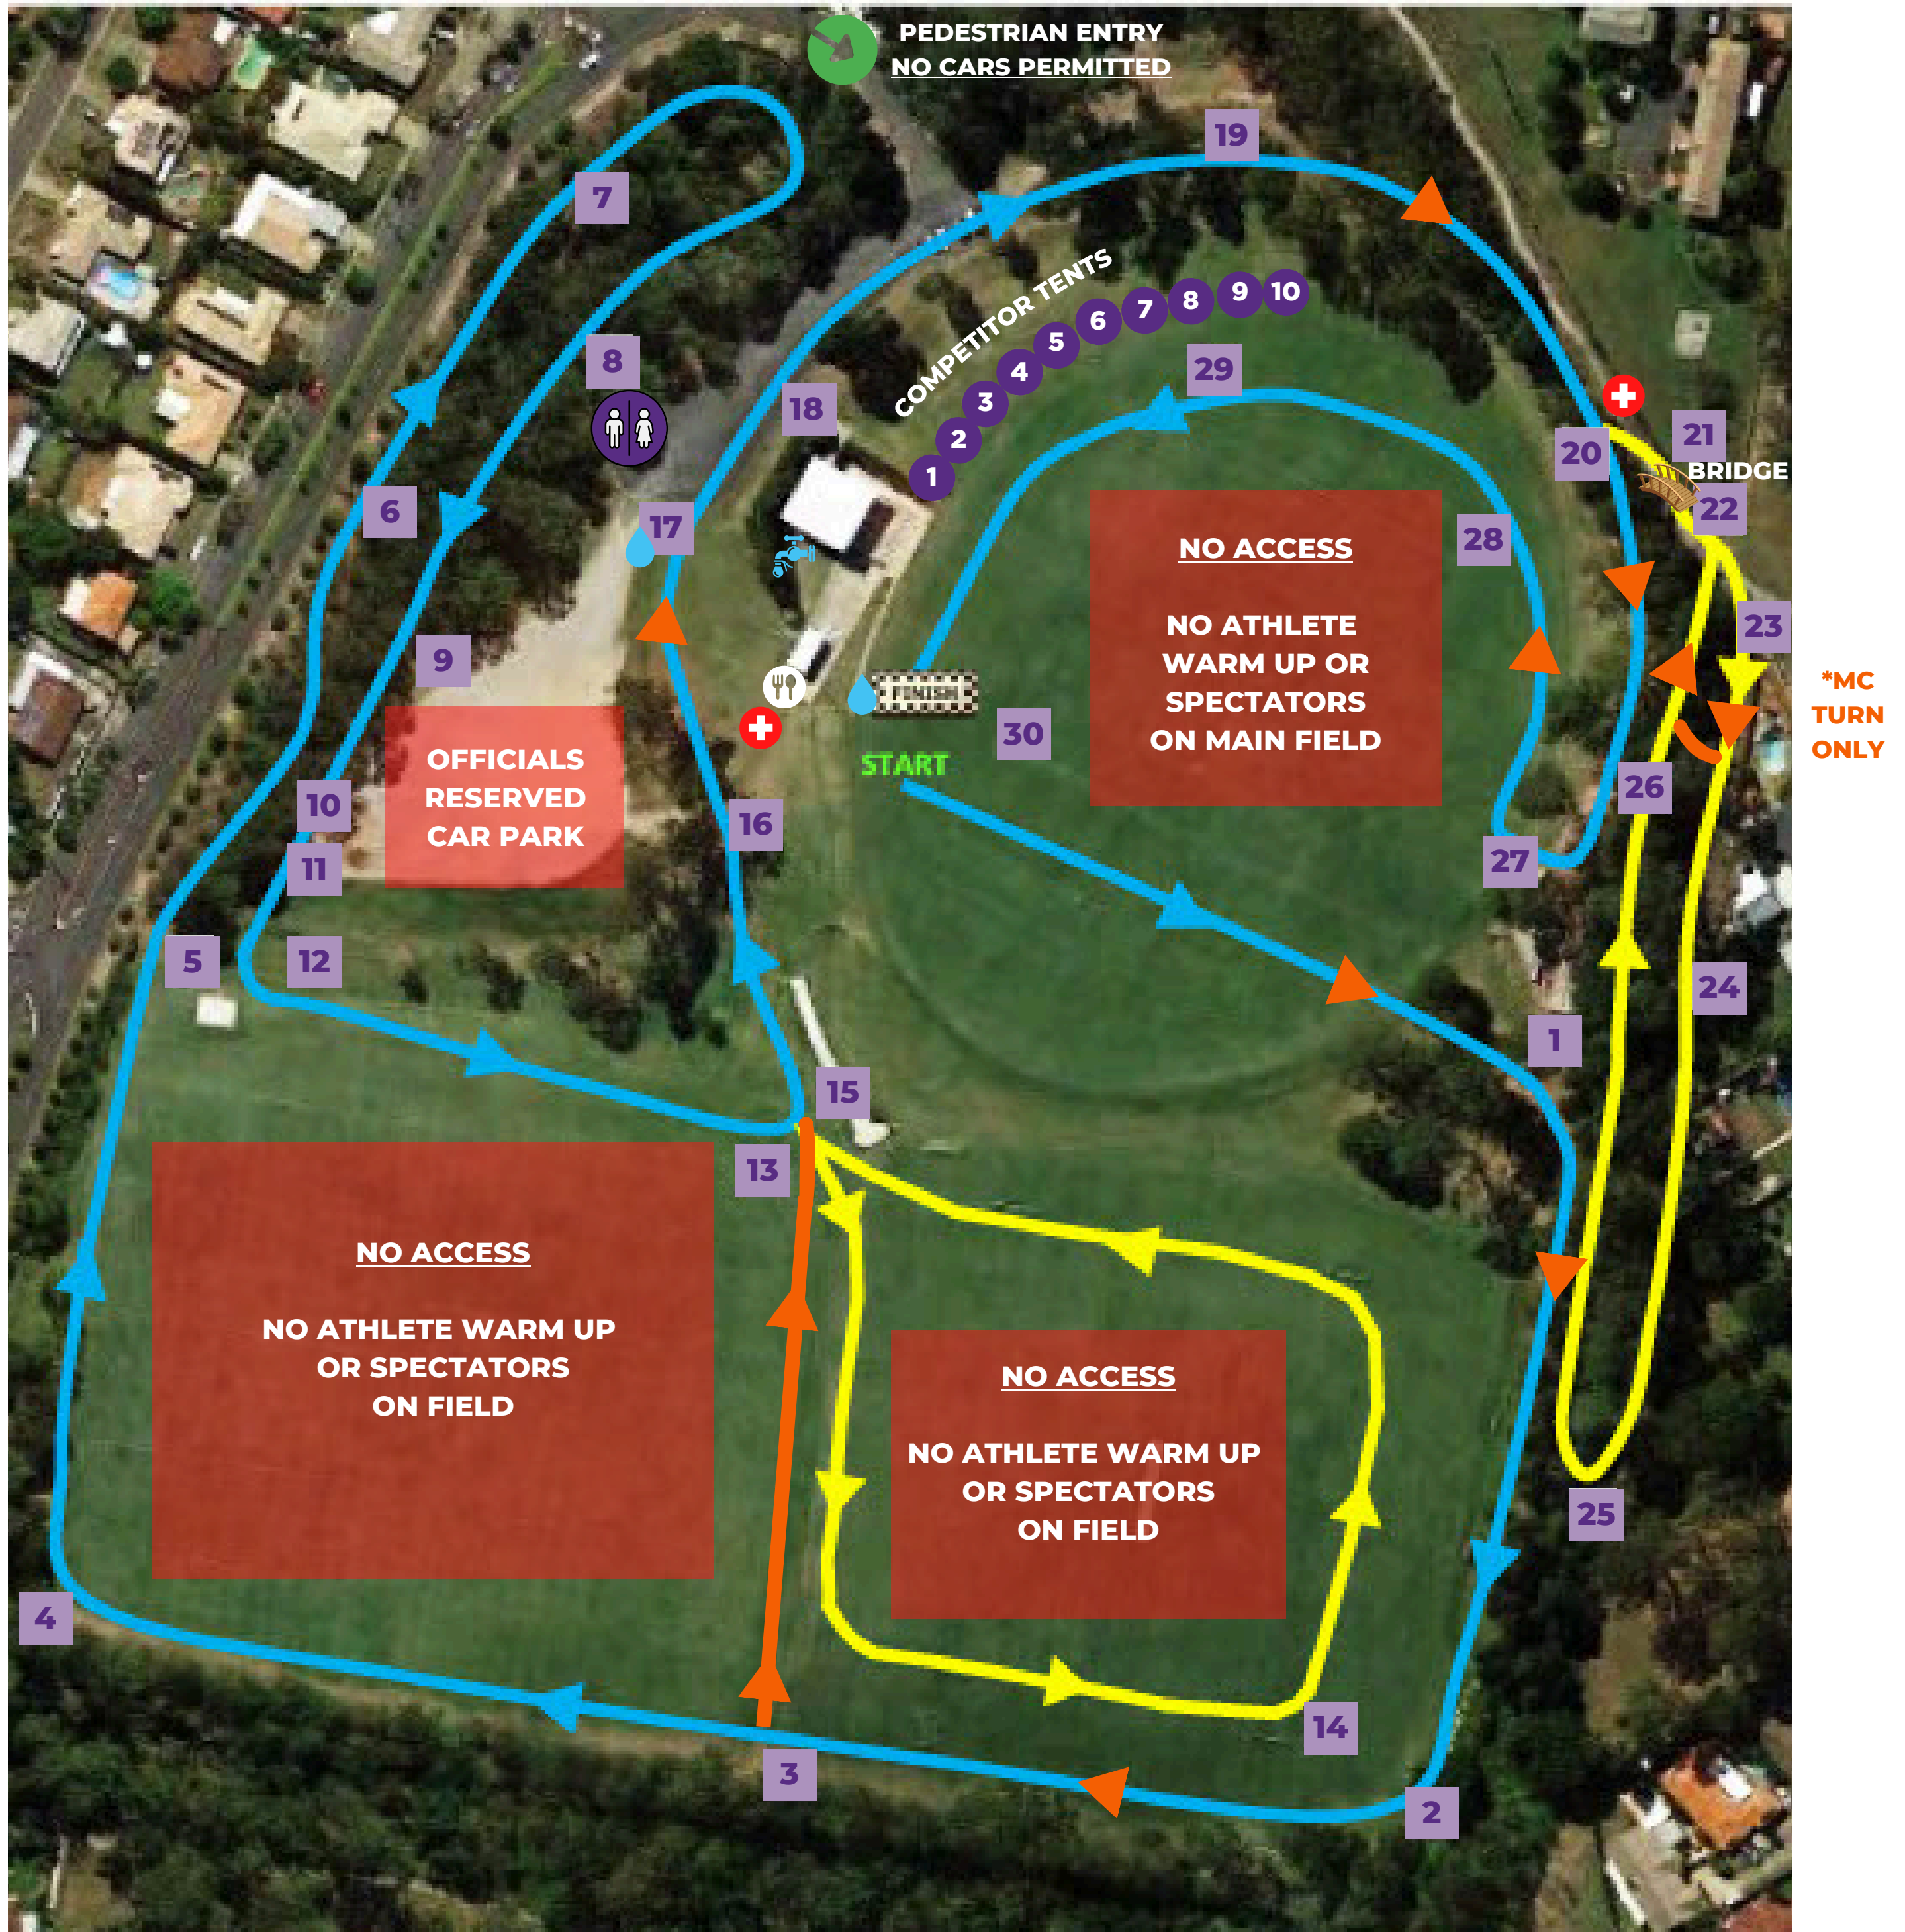 PEDESTRIAN ENTRY
NO CARS PERMITTED
19
7
COMPETITOR TENTS
1
2
3
4
5
6
7
8
9
10
8
29
18
20
21
BRIDGE
22
6
17
28
NO ACCESS
NO ATHLETE
WARM UP OR
SPECTATORS
ON MAIN FIELD
23
9
*MC
TURN
ONLY
FINISH
30
START
OFFICIALS
RESERVED
CAR PARK
10
16
26
11
27
5
12
24
1
15
13
NO ACCESS
NO ATHLETE WARM UP
OR SPECTATORS
ON FIELD
NO ACCESS
NO ATHLETE WARM UP
OR SPECTATORS
ON FIELD
25
4
14
3
2